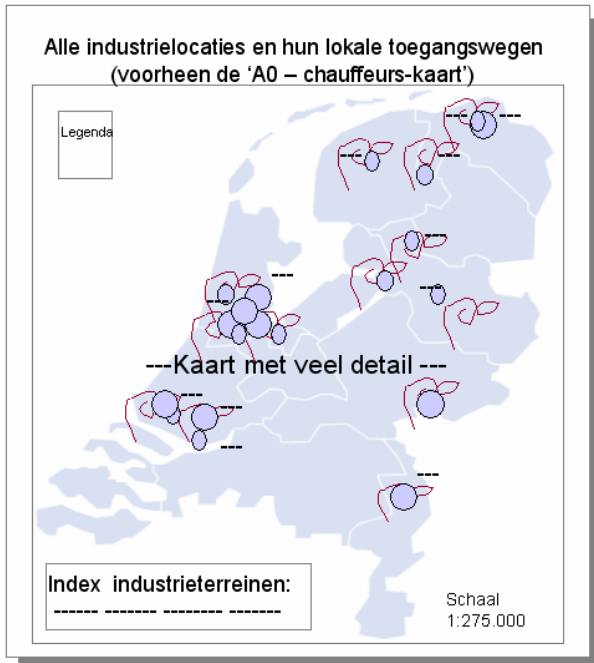 Alle industrielocaties en hun lokale toegangswegen
(voorheen de ‘A0 – chauffeurs-kaart’)
Legenda
---
---
---
---
---
---
---
---
---
---Kaart met veel detail ---
---
---
---
---
Index industrieterreinen:
------ ------- -------- -------
Schaal
1:275.000